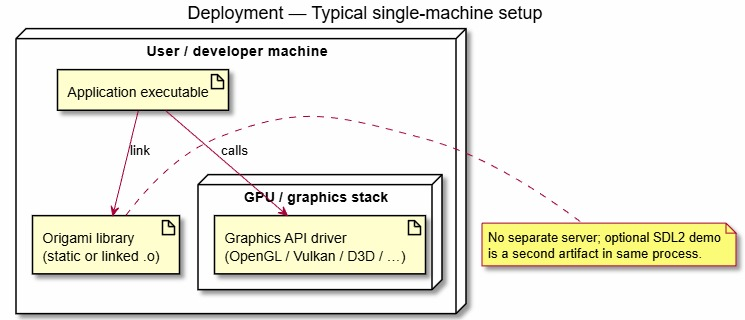 Deployment — Typical single-machine setup
User / developer machine
Application executable
link
calls
GPU / graphics stack
Origami library
(static or linked .o)
Graphics API driver
(OpenGL / Vulkan / D3D / …)
No separate server; optional SDL2 demo
is a second artifact in same process.